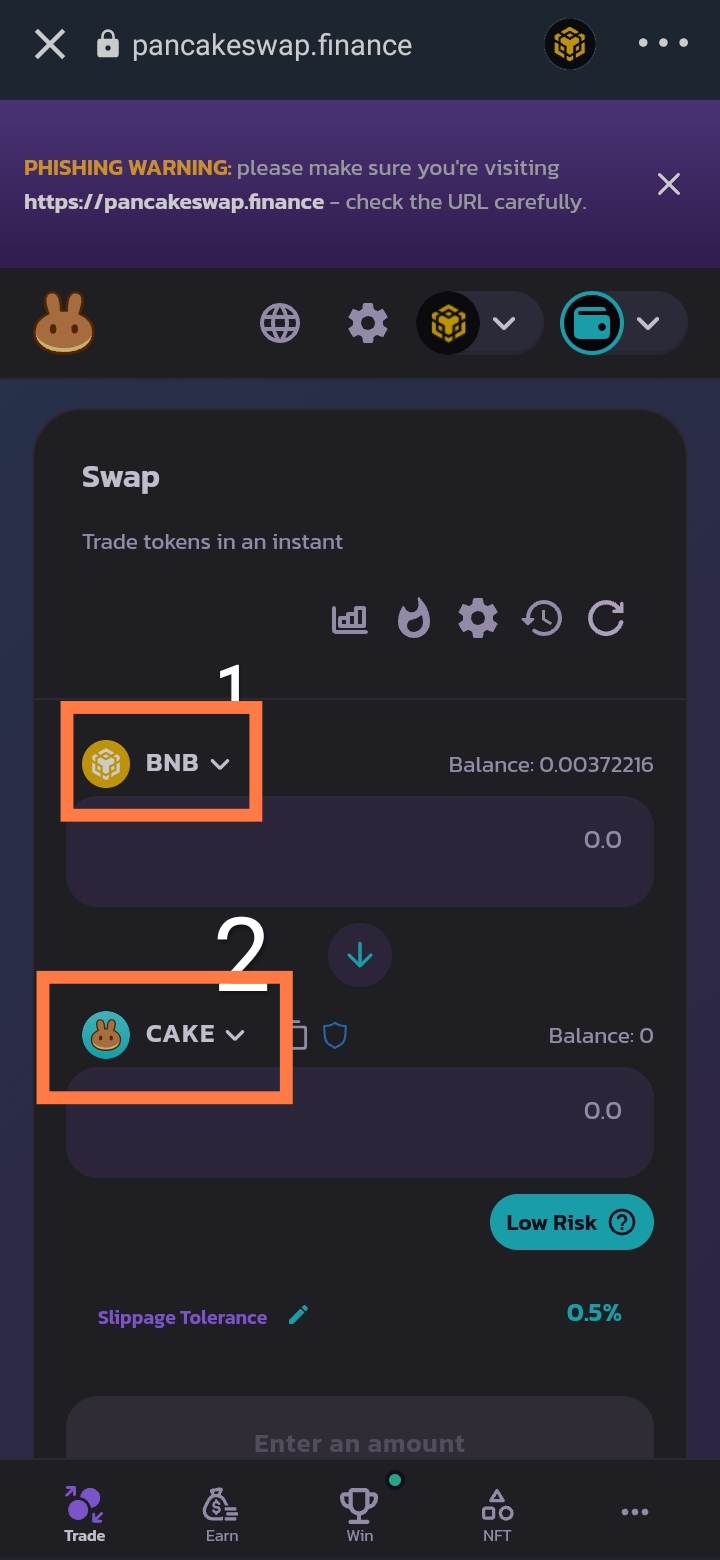 pancakeswap.finance
PHISHING WARNING: please make sure you're visiting
https://pancakeswap.finance - check the URL carefully.
Swap
Trade tokens in an instant
1
BNB
Balance: 0.00372216
0.0
2
CAKE
Balance: 0
0.0
Low Risk ?
Slippage Tolerance
0.5%
Enter an amount
Trade
Earn
Win
NFT